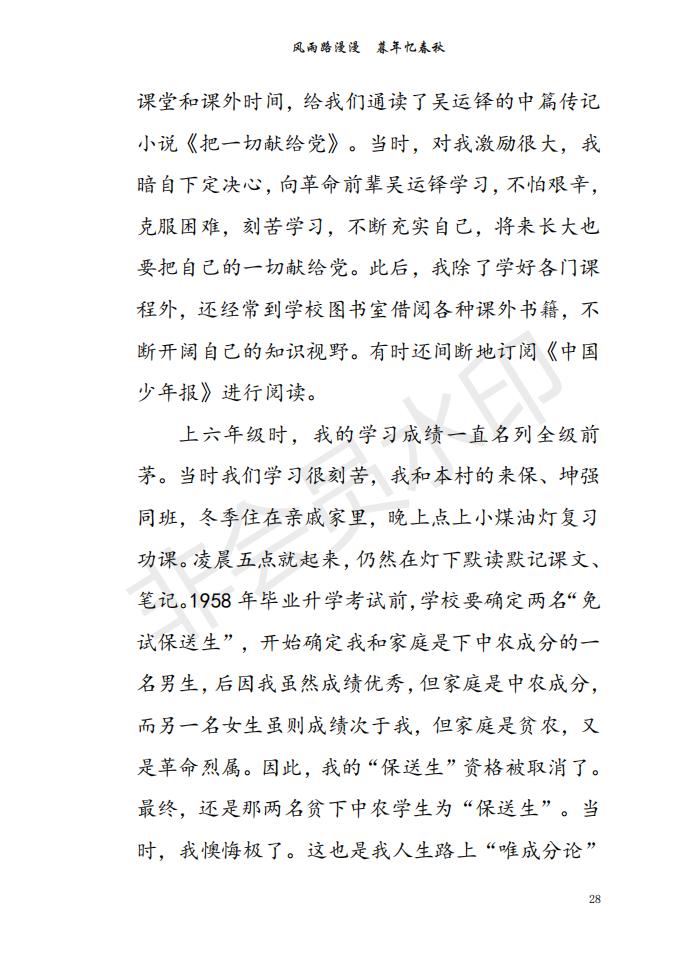 风雨路漫漫　暮年忆春秋
课堂和课外时间，给我们通读了吴运铎的中篇传记
小说《把一切献给党》。当时，对我激励很大，我
暗自下定决心，向革命前辈吴运铎学习，不怕艰辛，
克服困难，刻苦学习，不断充实自己，将来长大也
要把自己的一切献给党。此后，我除了学好各门课
程外，还经常到学校图书室借阅各种课外书籍，不
断开阔自己的知识视野。有时还间断地订阅《中国
少年报》进行阅读。
上六年级时，我的学习成绩一直名列全级前
茅。当时我们学习很刻苦，我和本村的来保、坤强
同班，冬季住在亲戚家里，晚上点上小煤油灯复习
功课。凌晨五点就起来，仍然在灯下默读默记课文、
笔记。1958 年毕业升学考试前，学校要确定两名“免
试保送生”，开始确定我和家庭是下中农成分的一
名男生，后因我虽然成绩优秀，但家庭是中农成分，
而另一名女生虽则成绩次于我，但家庭是贫农，又
是革命烈属。因此，我的“保送生”资格被取消了。
最终，还是那两名贫下中农学生为“保送生”。当
时，我懊悔极了。这也是我人生路上“唯成分论”
28
非会员水印